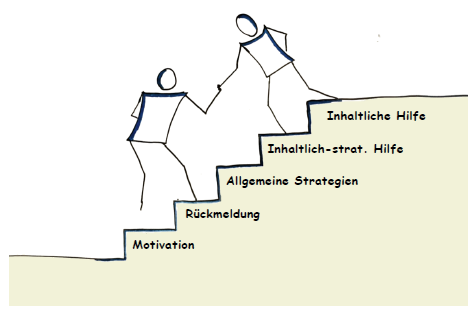 Inhaltliche Hilfe
Inhaltlich-strat. Hilfe
Allgemeine Strategien
Rückmeldung
Motivation